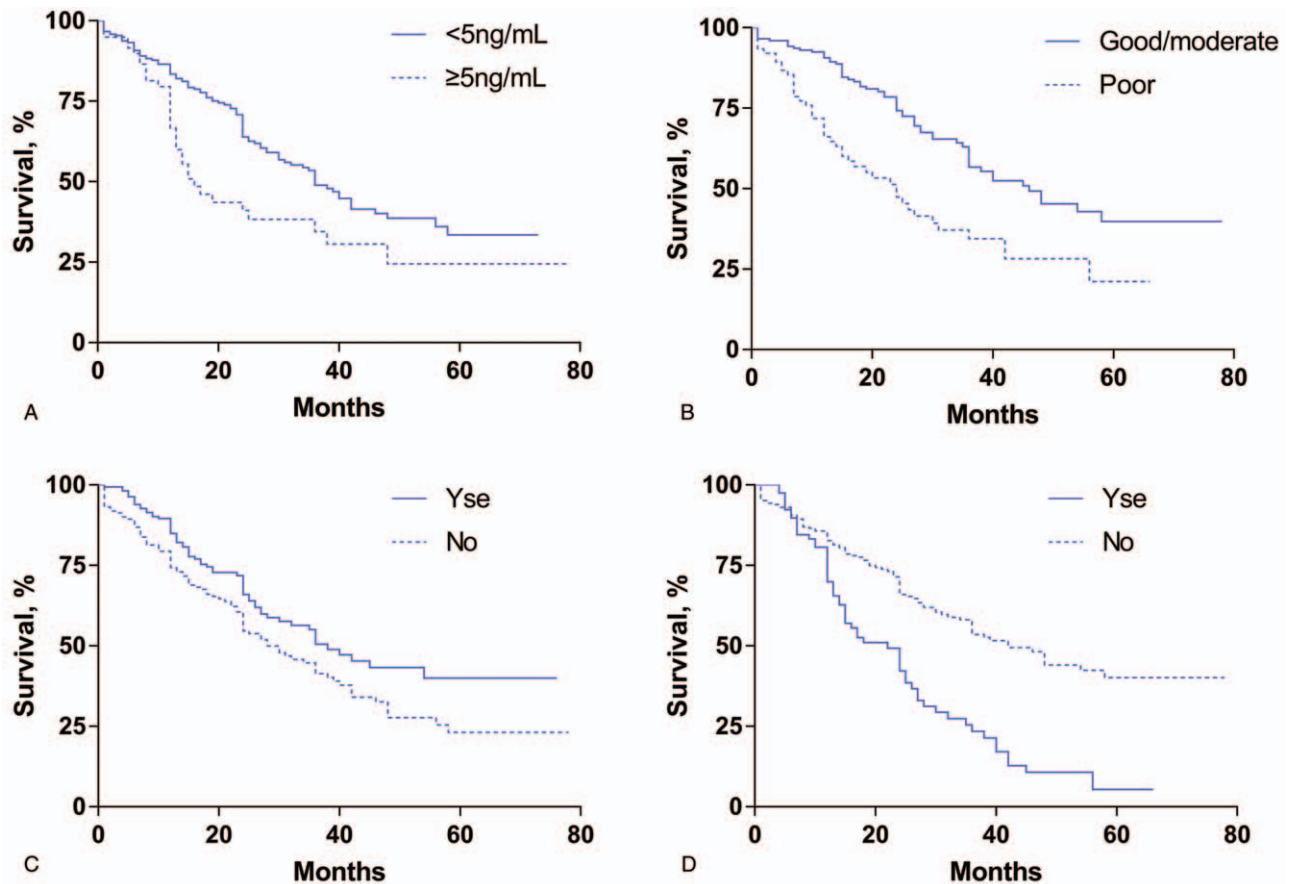 100
75
50
25
0
Survival, %
<5ng/mL
≥5ng/mL
0 20 40 60 80
Months
A
100
75
50
25
0
Survival, %
Good/moderate
Poor
0 20 40 60 80
Months
B
100
75
50
25
0
Survival, %
Yse
No
0 20 40 60 80
Months
C
100
75
50
25
0
Survival, %
Yse
No
0 20 40 60 80
Months
D